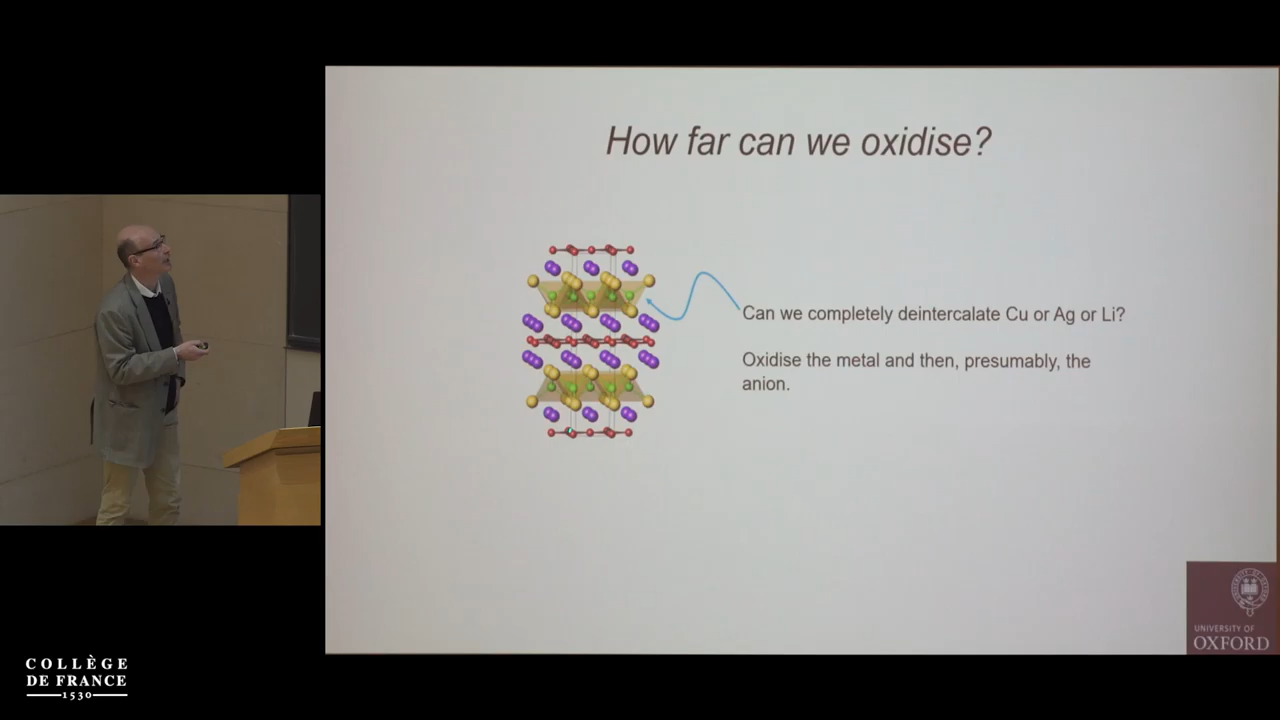 How far can we oxidise?
Can we completely deintercalate Cu or Ag or Li?
Oxidise the metal and then, presumably, the
anion.
UNIVERSITY OF
OXFORD
COLLÈGE
DE FRANCE
1530